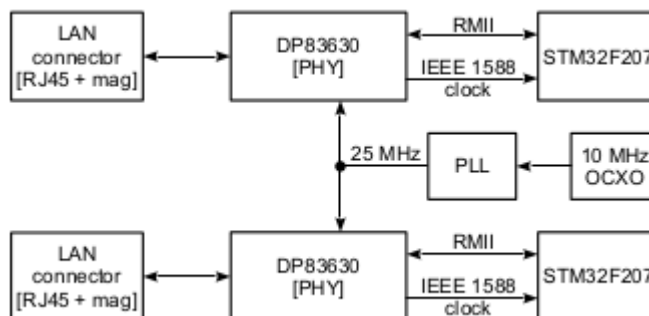 LAN
connector
[RJ45 + mag]
DP83630
[PHY]
RMII
IEEE 1588
clock
STM32F207
25 MHz
PLL
10 MHz
OCXO
LAN
connector
[RJ45 + mag]
DP83630
[PHY]
RMII
IEEE 1588
clock
STM32F207